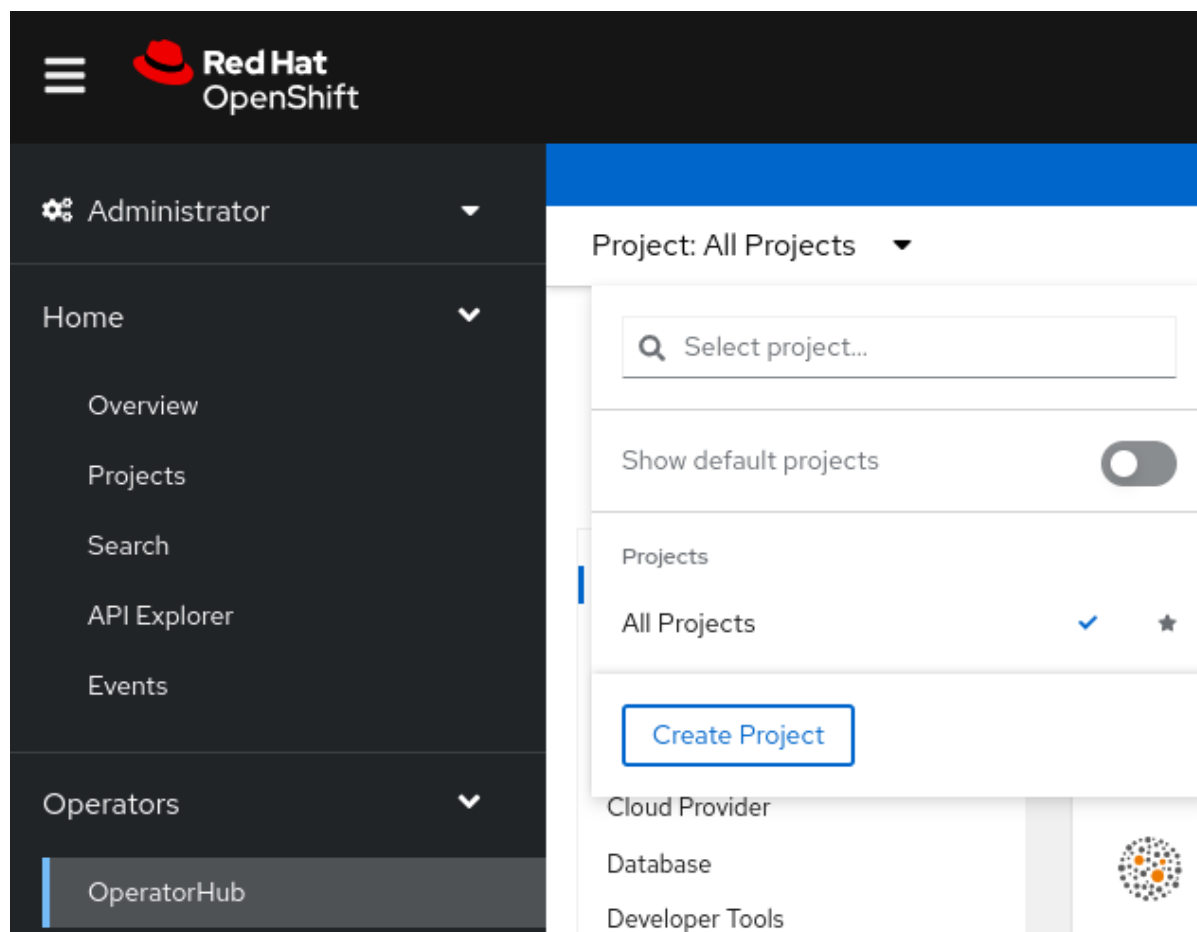 Red Hat
OpenShift
Administrator
Home
Overview
Projects
Search
API Explorer
Events
Operators
OperatorHub
Project: All Projects
Select project...
Show default projects
Projects
All Projects
Create Project
Cloud Provider
Database
Developer Tools